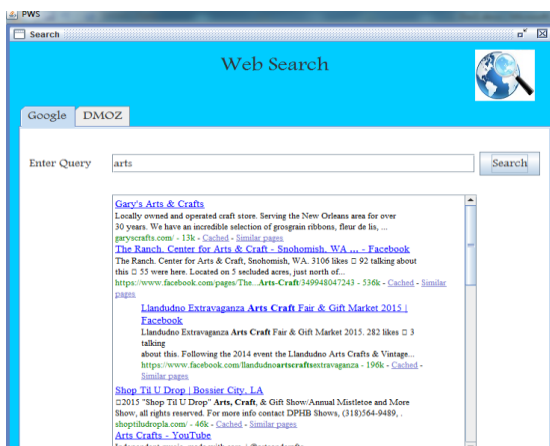 PWS
Search
Web Search
Google DMOZ
Enter Query arts Search
Gary's Arts & Crafts
Locally owned and operated craft store. Serving the New Orleans area for over
30 years. We have an incredible selection of grosgrain ribbons, fleur de lis, ...
garyscrafts.com/ - 13k - Cached - Similar pages
The Ranch. Center for Arts & Craft - Snohomish, WA ... - Facebook
The Ranch. Center for Arts & Craft, Snohomish, WA. 3106 likes □ 92 talking about
this □ 55 were here. Located on 5 secluded acres, just north of...
https://www.facebook.com/pages/The...Arts-Craft/349948047243 - 536k - Cached - Similar
pages
Llandudno Extravaganza Arts Craft Fair & Gift Market 2015 |
Facebook
Llandudno Extravaganza Arts Craft Fair & Gift Market 2015. 282 likes □ 3
talking
about this. Following the 2014 event the Llandudno Arts Crafts & Vintage...
https://www.facebook.com/llandudnoartscraftsextravaganza - 196k - Cached -
Similar pages
Shop Til U Drop | Bossier City, LA
□2015 "Shop Til U Drop" Arts, Craft, & Gift Show/Annual Mistletoe and More
Show, all rights reserved. For more info contact DPHB Shows, (318)564-9489, .
shoptiludropla.com/ - 46k - Cached - Similar pages
Arts Crafts - YouTube